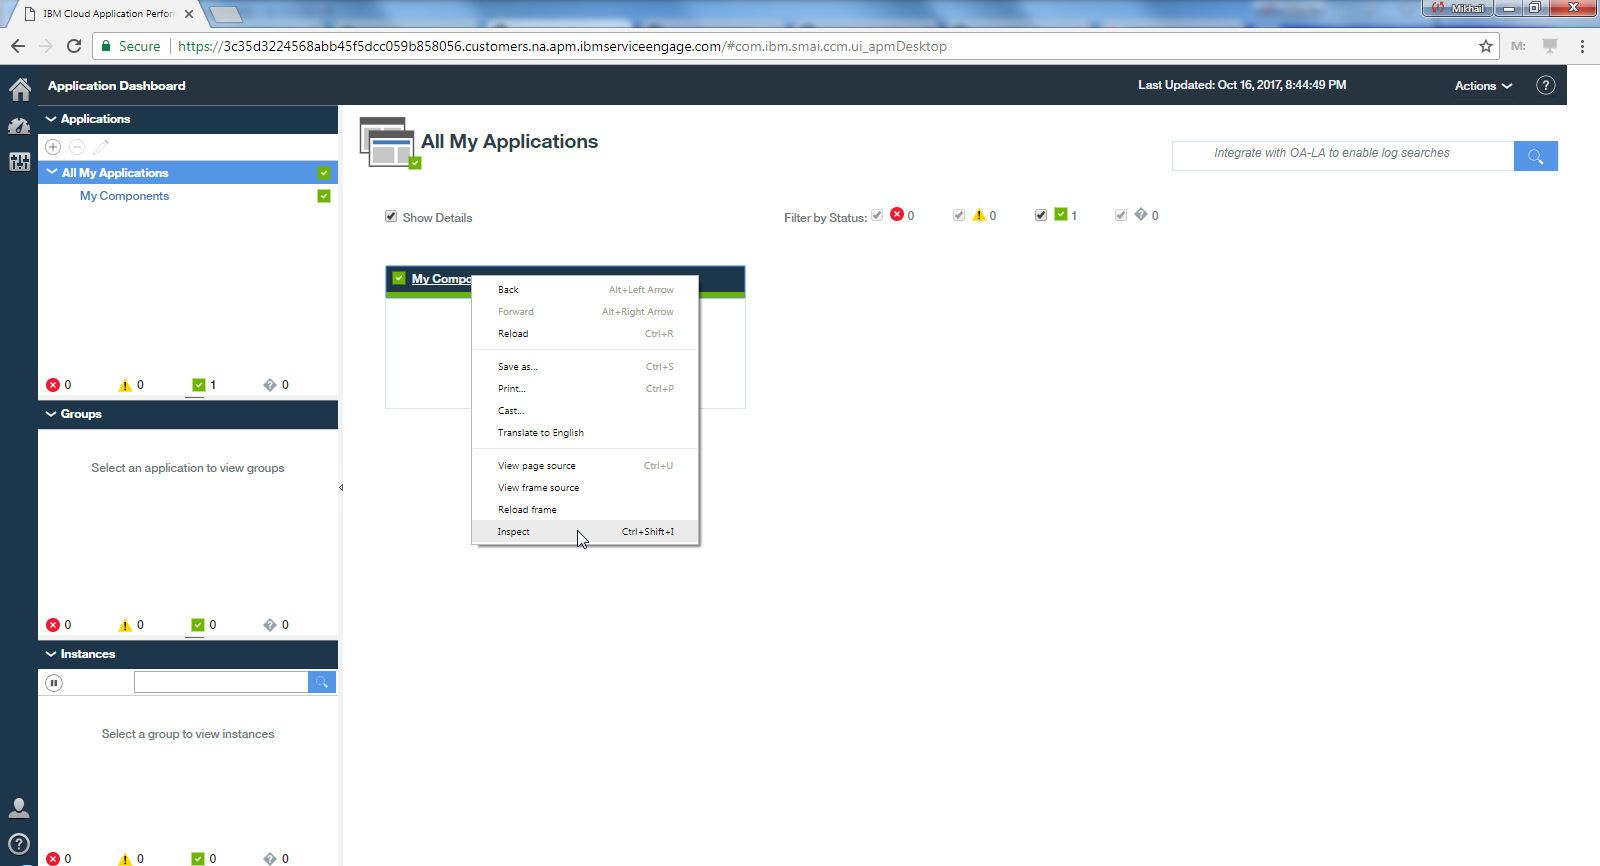 IBM Cloud Application Perfor
Mikhail
Secure
https://3c35d3224568abb45f5dcc059b858056.customers.na.apm.ibmserviceengage.com/#com.ibm.smai.ccm.ui_apmDesktop
M:
Application Dashboard
Last Updated: Oct 16, 2017, 8:44:49 PM
Actions
?
Applications
All My Applications
My Components
0 0 1 0
Groups
Select an application to view groups
0 0 0 0
Instances
Select a group to view instances
0 0 0 0
All My Applications
Integrate with OA-LA to enable log searches
Show Details
Filter by Status: 0 0 1 0
My Compo
Back Alt+Left Arrow
Forward Alt+Right Arrow
Reload Ctrl+R
Save as... Ctrl+S
Print... Ctrl+P
Cast...
Translate to English
View page source Ctrl+U
View frame source
Reload frame
Inspect Ctrl+Shift+I
?